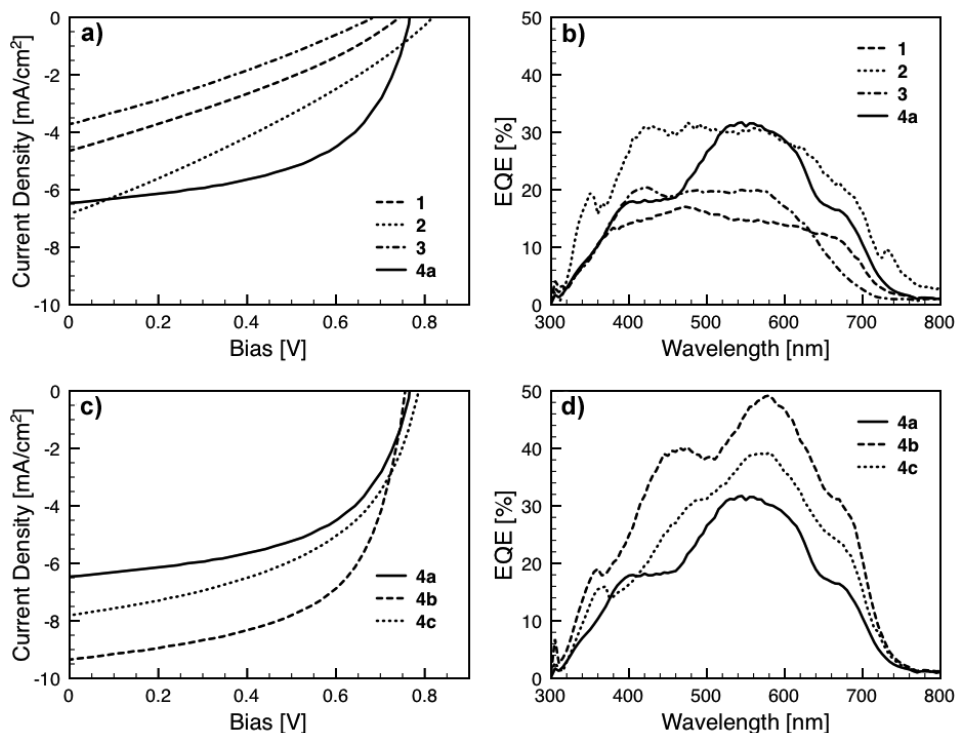 a)
Current Density [mA/cm²]
0
-2
-4
-6
-8
-10
1
2
3
4a
0 0.2 0.4 0.6 0.8
Bias [V]
b)
EQE [%]
50
40
30
20
10
0
1
2
3
4a
300 400 500 600 700 800
Wavelength [nm]
c)
Current Density [mA/cm²]
0
-2
-4
-6
-8
-10
4a
4b
4c
0 0.2 0.4 0.6 0.8
Bias [V]
d)
EQE [%]
50
40
30
20
10
0
4a
4b
4c
300 400 500 600 700 800
Wavelength [nm]